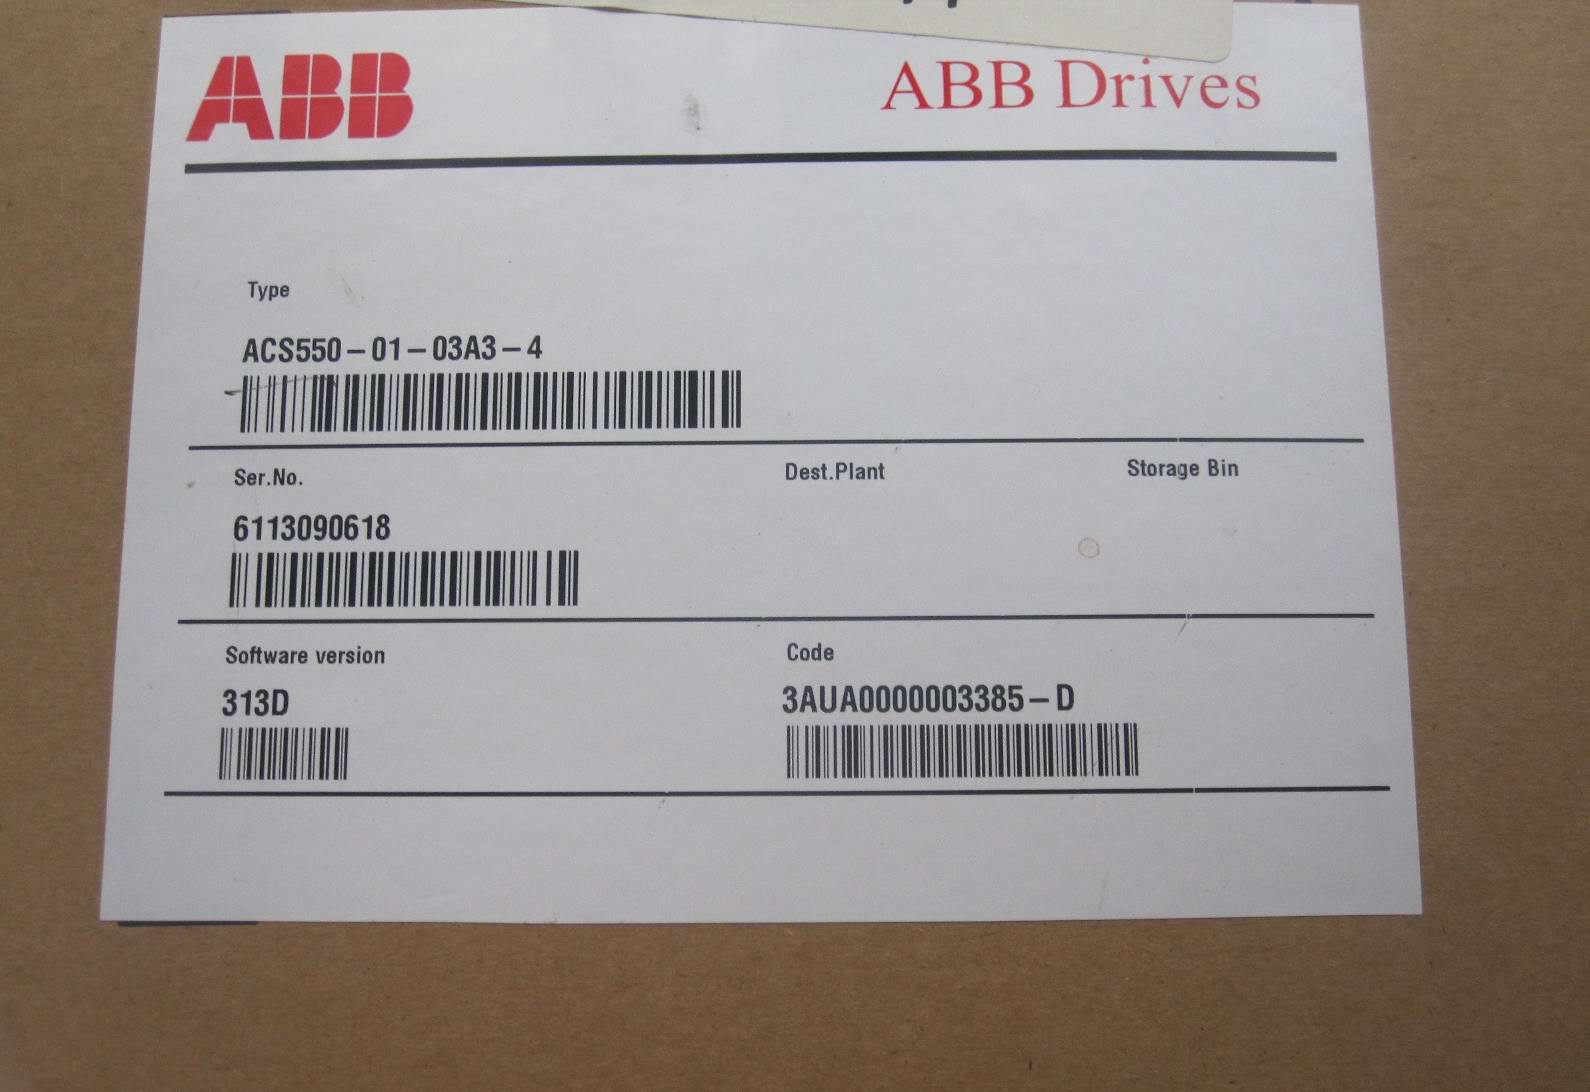 ABB
ABB Drives
Type
ACS550-01-03A3-4
Ser.No.
Dest.Plant
Storage Bin
6113090618
Software version
Code
313D
3AUA0000003385-D